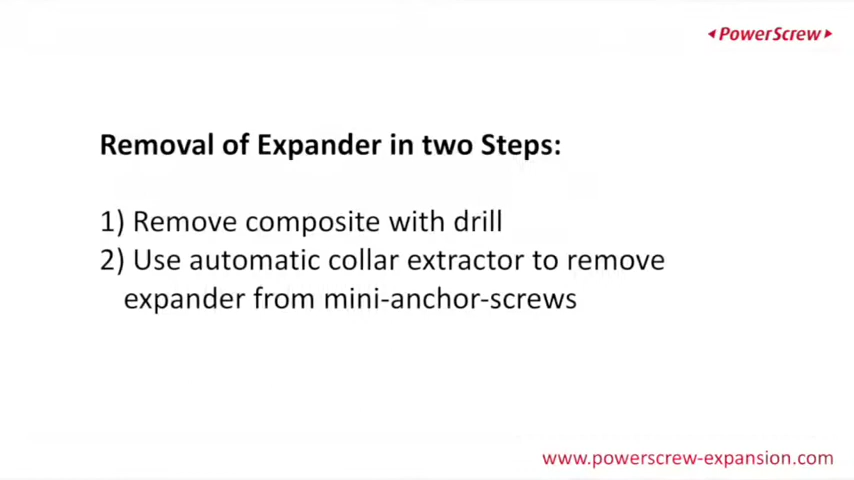 PowerScrew
Removal of Expander in two Steps:
1) Remove composite with drill
2) Use automatic collar extractor to remove
expander from mini-anchor-screws
www.powerscrew-expansion.com